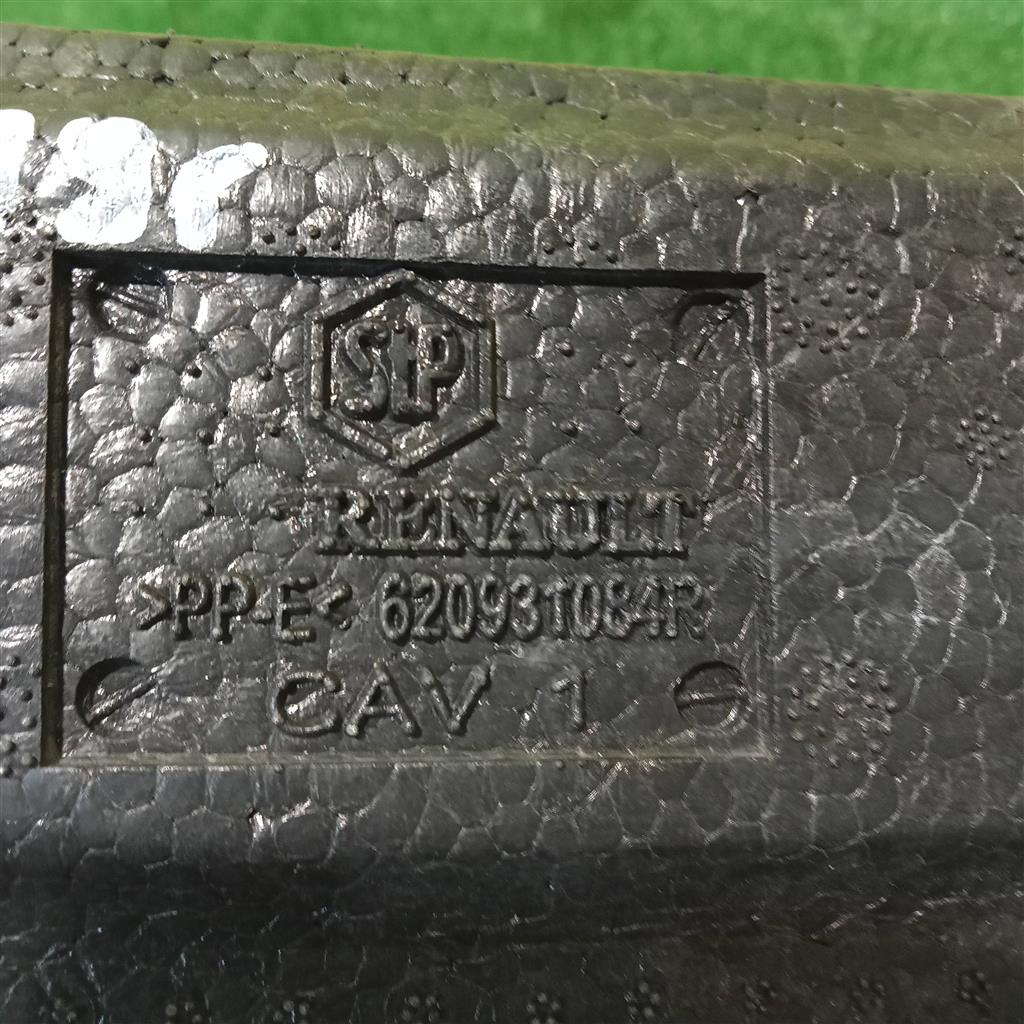 StP
RENAULT
>PP-E< 620931084R
CAV 1